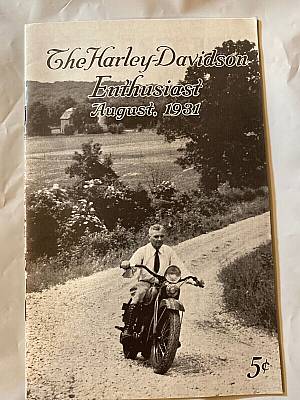 The Harley-Davidson
Enthusiast
August, 1931
5¢